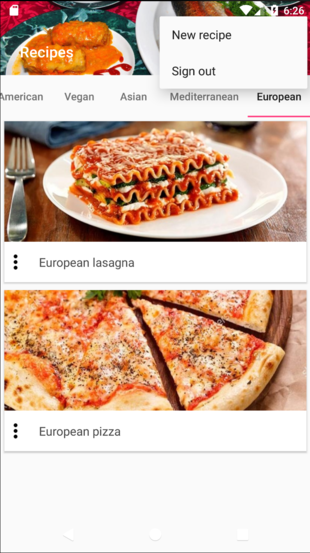 6:26
Recipes
New recipe
Sign out
American
Vegan
Asian
Mediterranean
European
European lasagna
European pizza